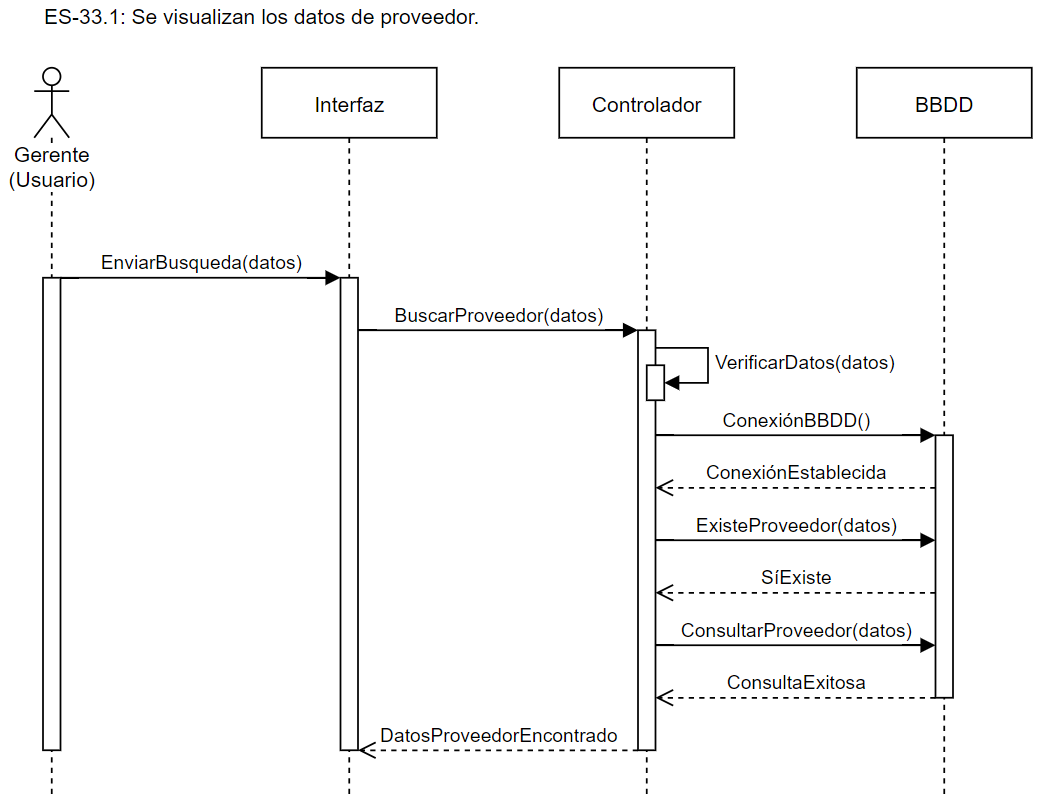 ES-33.1: Se visualizan los datos de proveedor.
Interfaz
Controlador
BBDD
Gerente
(Usuario)
EnviarBusqueda(datos)
BuscarProveedor(datos)
VerificarDatos(datos)
ConexiónBBDD()
ConexiónEstablecida
ExisteProveedor(datos)
SíExiste
ConsultarProveedor(datos)
ConsultaExitosa
DatosProveedorEncontrado